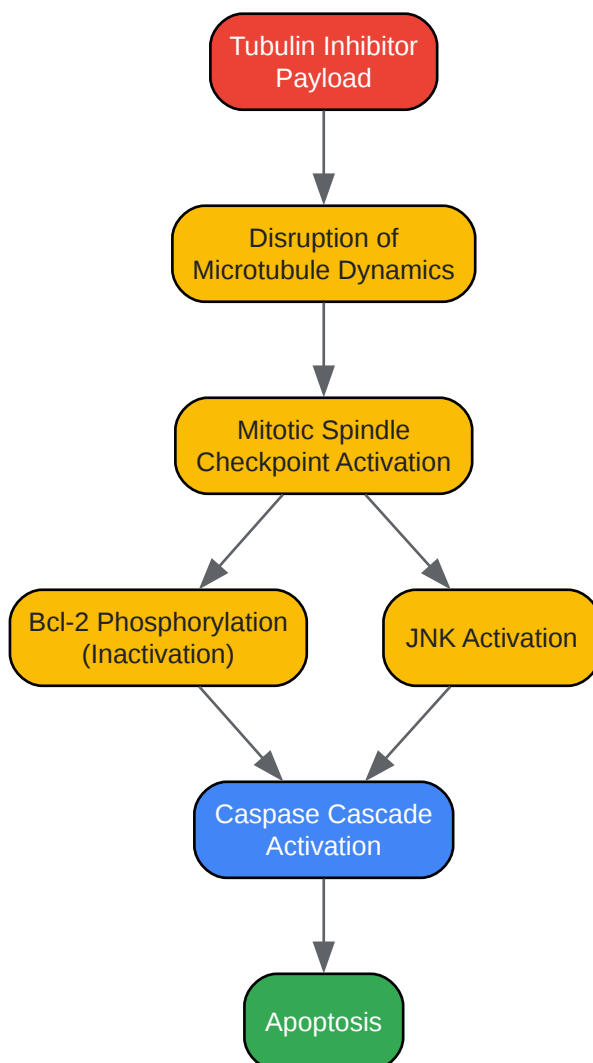 Tubulin Inhibitor
Payload
Disruption of
Microtubule Dynamics
Mitotic Spindle
Checkpoint Activation
Bcl-2 Phosphorylation
(Inactivation)
JNK Activation
Caspase Cascade
Activation
Apoptosis